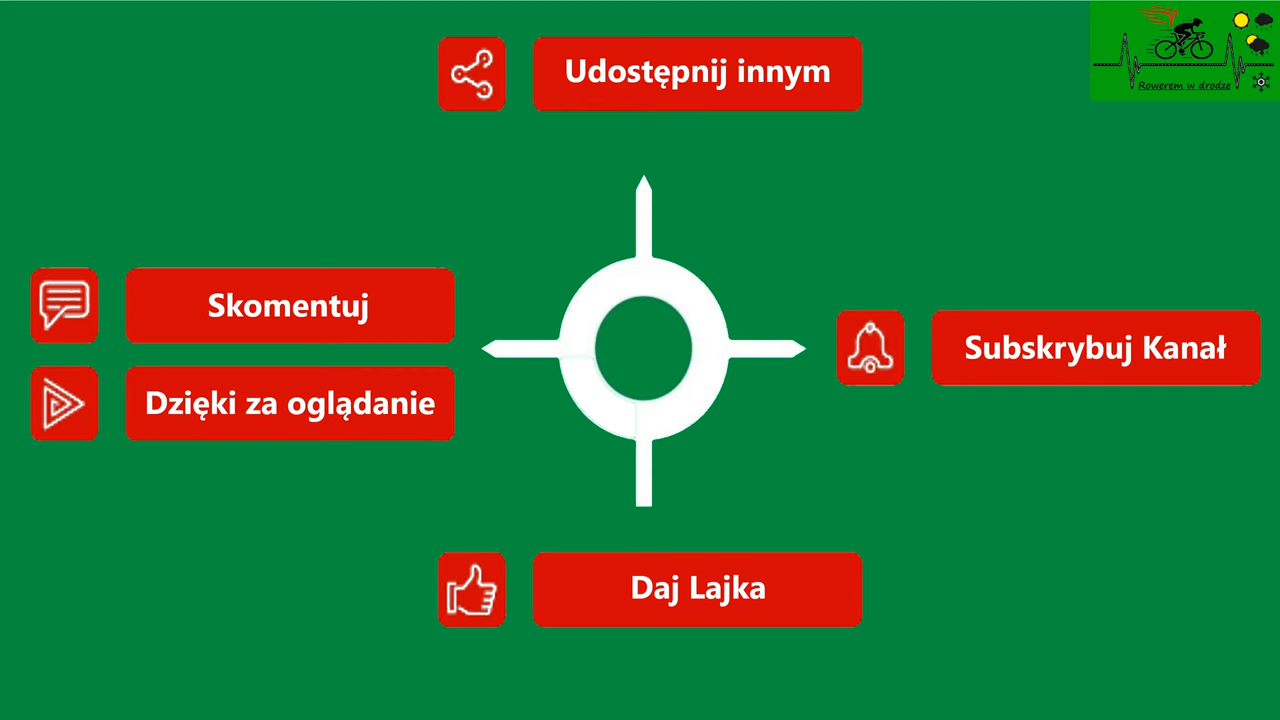 Udostępnij innym
Rowerem w drodze
Skomentuj
Dzięki za oglądanie
Subskrybuj Kanał
Daj Lajka